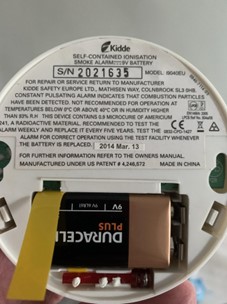 Kidde
SELF-CONTAINED IONISATION
SMOKE ALARM 9V BATTERY
S/N 2021635 MODEL: i9040EU
FOR REPAIR OR SERVICE RETURN TO MANUFACTURER
KIDDE SAFETY EUROPE LTD., MATHISEN WAY, COLNBROOK SL3 0HB.
CONSTANT PULSATING ALARM INDICATES THAT COMBUSTION PARTICLES
HAVE BEEN DETECTED. NOT RECOMMENDED FOR OPERATION IN
TEMPERATURES BELOW 0°C OR ABOVE 40°C OR IN HUMIDITY HIGHER
THAN 93% R.H THIS DEVICE CONTAINS 0.9 MICROCURIE OF AMERICIUM
241, A RADIOACTIVE MATERIAL. RECOMMENDED TO TEST THE
ALARM WEEKLY AND REPLACE IT EVERY FIVE YEARS. TEST THE
ALARM FOR CORRECT OPERATION USING THE TEST FACILITY WHENEVER
THE BATTERY IS REPLACED. 2014 Mar. 13
FOR FURTHER INFORMATION REFER TO THE OWNERS MANUAL.
MANUFACTURED UNDER US PATENT # 4,246,572 MADE IN CHINA
9V
DURACELL
PLUS